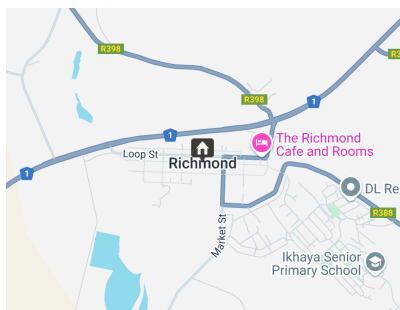 R398
R3
1
R398
1
Loop St
Richmond
The Richmond
Cafe and Rooms
1
DL Re
R388
Market St
Ikhaya Senior
Primary School